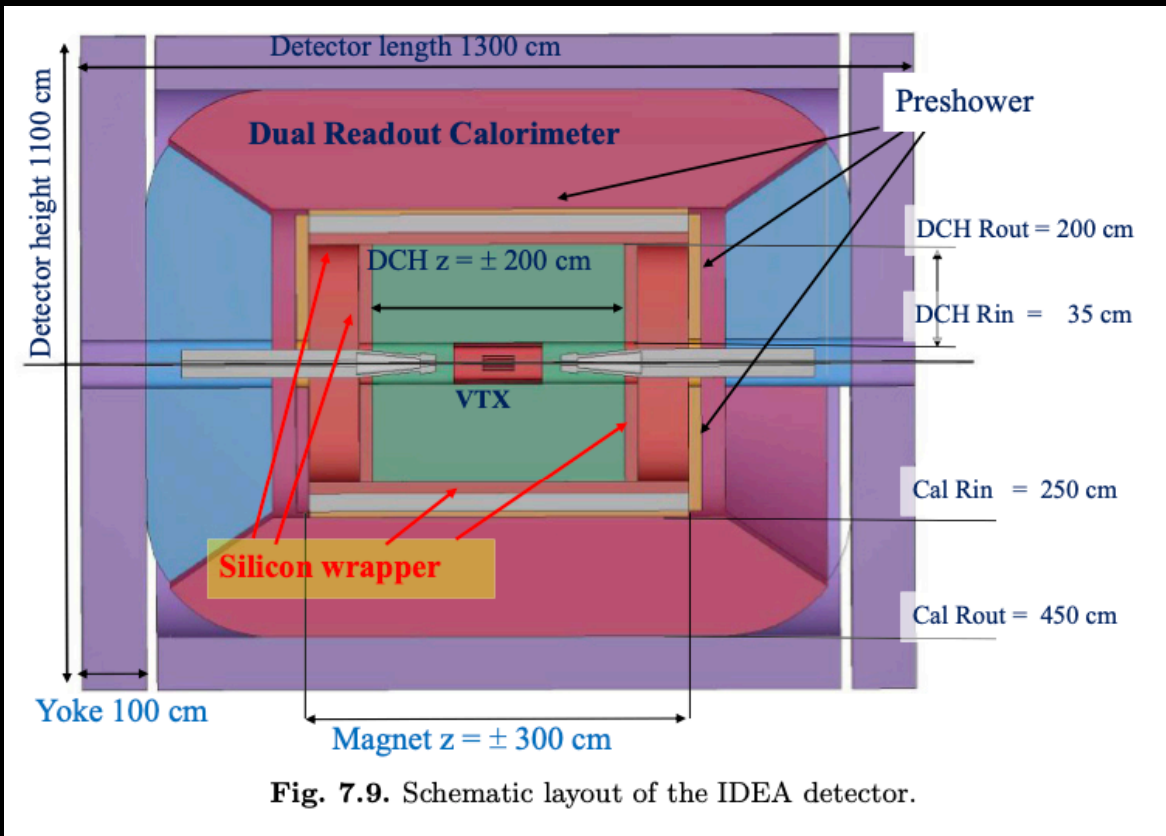 Detector length 1300 cm
Preshower
Dual Readout Calorimeter
Detector height 1100 cm
DCH Rout = 200 cm
DCH z = ± 200 cm
DCH Rin = 35 cm
VTX
Cal Rin = 250 cm
Silicon wrapper
Cal Rout = 450 cm
Yoke 100 cm
Magnet z = ± 300 cm
Fig. 7.9. Schematic layout of the IDEA detector.